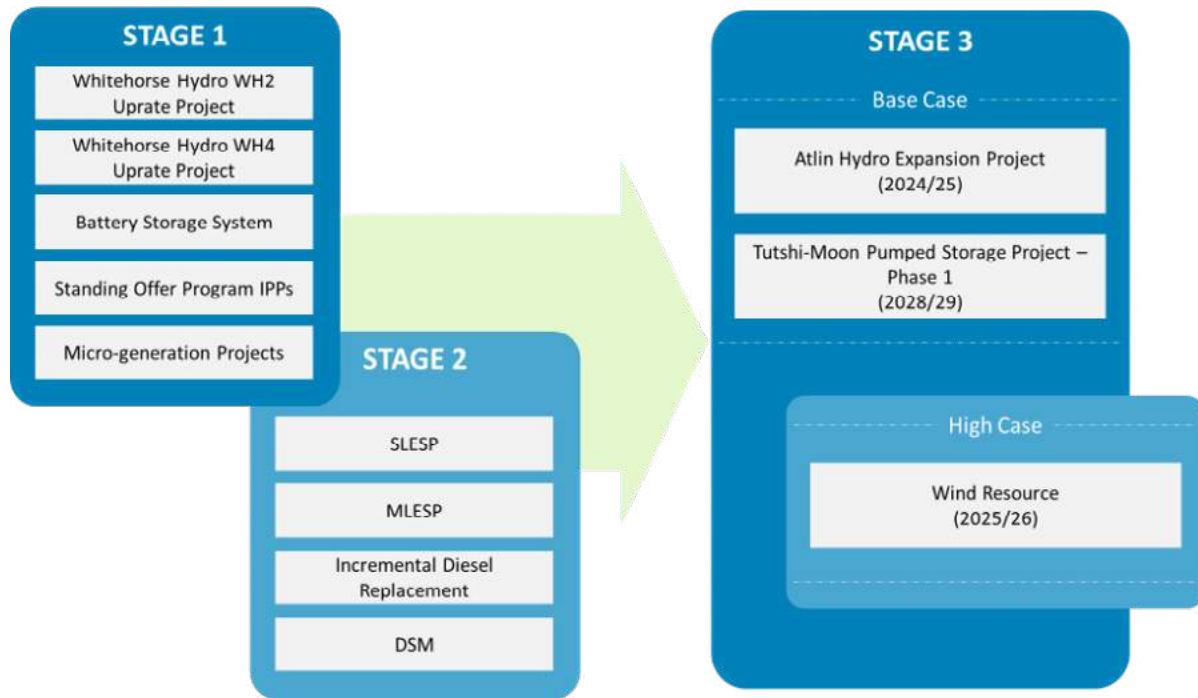 STAGE 1
Whitehorse Hydro WH2
Uprate Project
Whitehorse Hydro WH4
Uprate Project
Battery Storage System
Standing Offer Program IPPs
Micro-generation Projects
STAGE 2
SLESP
MLESP
Incremental Diesel
Replacement
DSM
STAGE 3
Base Case
Atlin Hydro Expansion Project
(2024/25)
Tutshi-Moon Pumped Storage Project –
Phase 1
(2028/29)
High Case
Wind Resource
(2025/26)